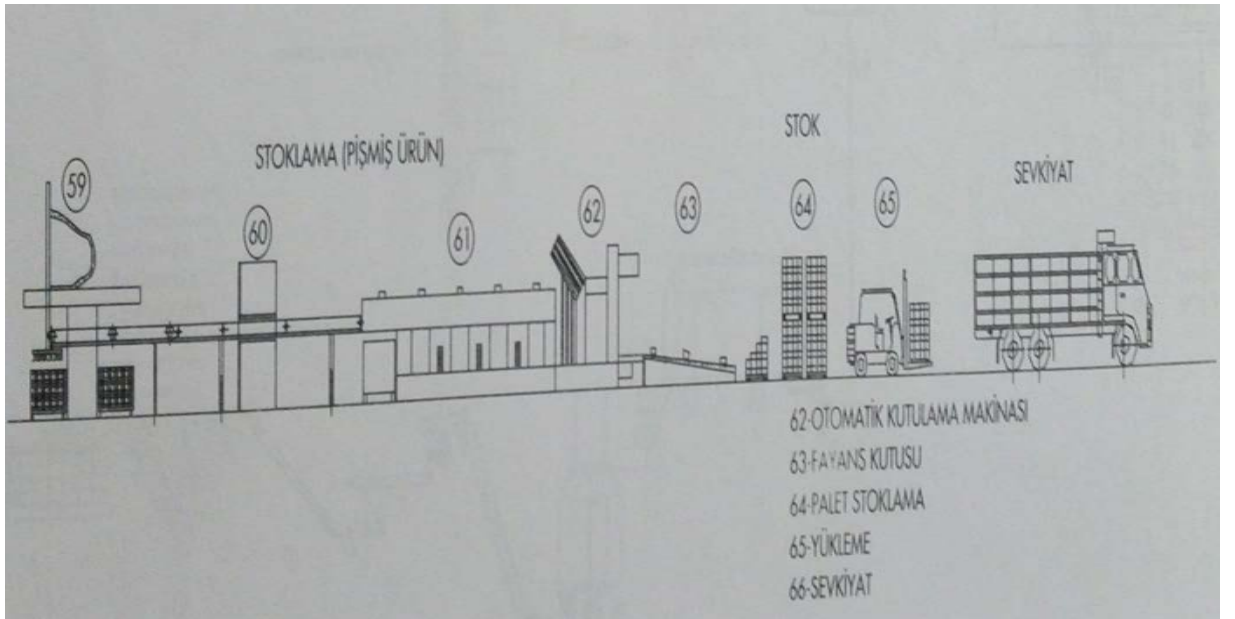 STOK
STOKLAMA (PİŞMİŞ ÜRÜN)
SEVKİYAT
59
60
61
62
63
64
65
62-OTOMATİK KUTULAMA MAKİNASI
63-FAYANS KUTUSU
64-PALET STOKLAMA
65-YÜKLEME
66-SEVKİYAT